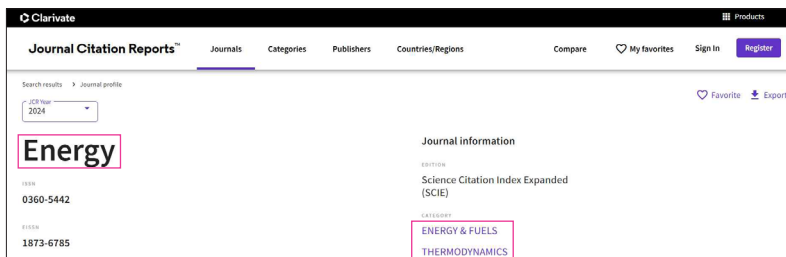 Clarivate
Products
Journal Citation Reports™
Journals
Categories
Publishers
Countries/Regions
Compare
My favorites
Sign In
Register
Search results > Journal profile
Favorite
Export
JCR Year
2024
Energy
ISSN
0360-5442
EISSN
1873-6785
Journal information
EDITION
Science Citation Index Expanded
(SCIE)
CATEGORY
ENERGY & FUELS
THERMODYNAMICS